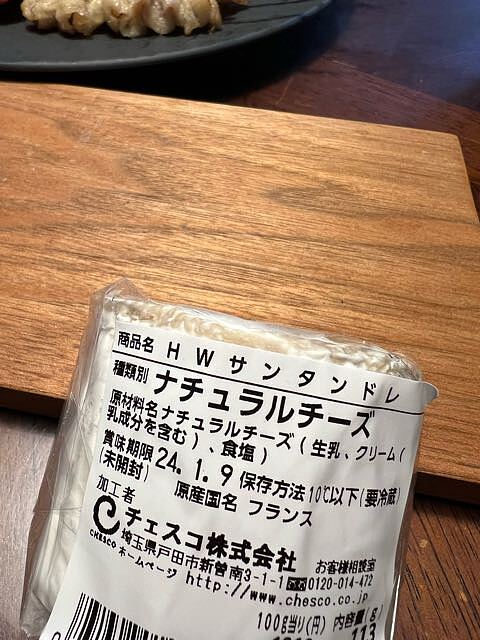 商品名 HWサンタンドレ
種類別 ナチュラルチーズ
原材料名 ナチュラルチーズ(生乳、クリーム(
乳成分を含む)、食塩)
賞味期限 24.1.9 保存方法 10℃以下(要冷蔵)
(未開封)
原産国名 フランス
加工者
チェスコ株式会社
CHESCO
埼玉県戸田市新曽南3-1-1
お客様相談室
0120-014-472
ホームページ http://www.chesco.co.jp
100g当り(円) 内容量(g)